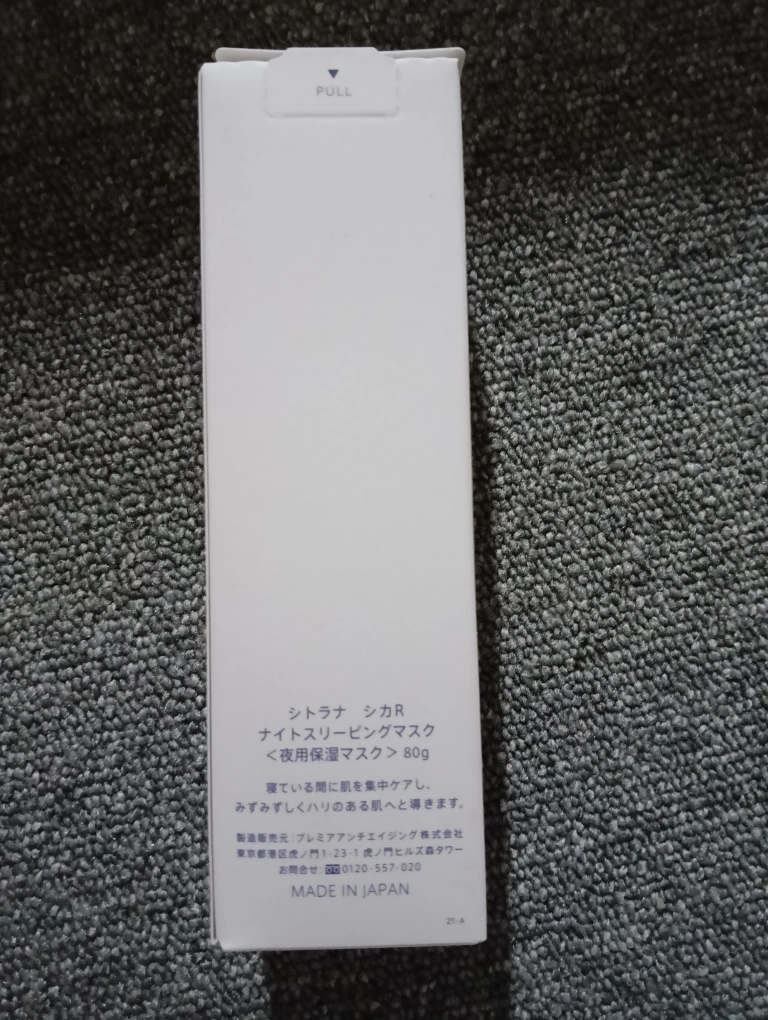 ▼
PULL
シトラナ　シカR
ナイトスリーピングマスク
＜夜用保湿マスク＞ 80g
寝ている間に肌を集中ケアし、
みずみずしくハリのある肌へと導きます。
製造販売元 プレミアアンチエイジング株式会社
東京都港区虎ノ門1-23-1 虎ノ門ヒルズ森タワー
お問合せ 0120-557-020
MADE IN JAPAN
21-A